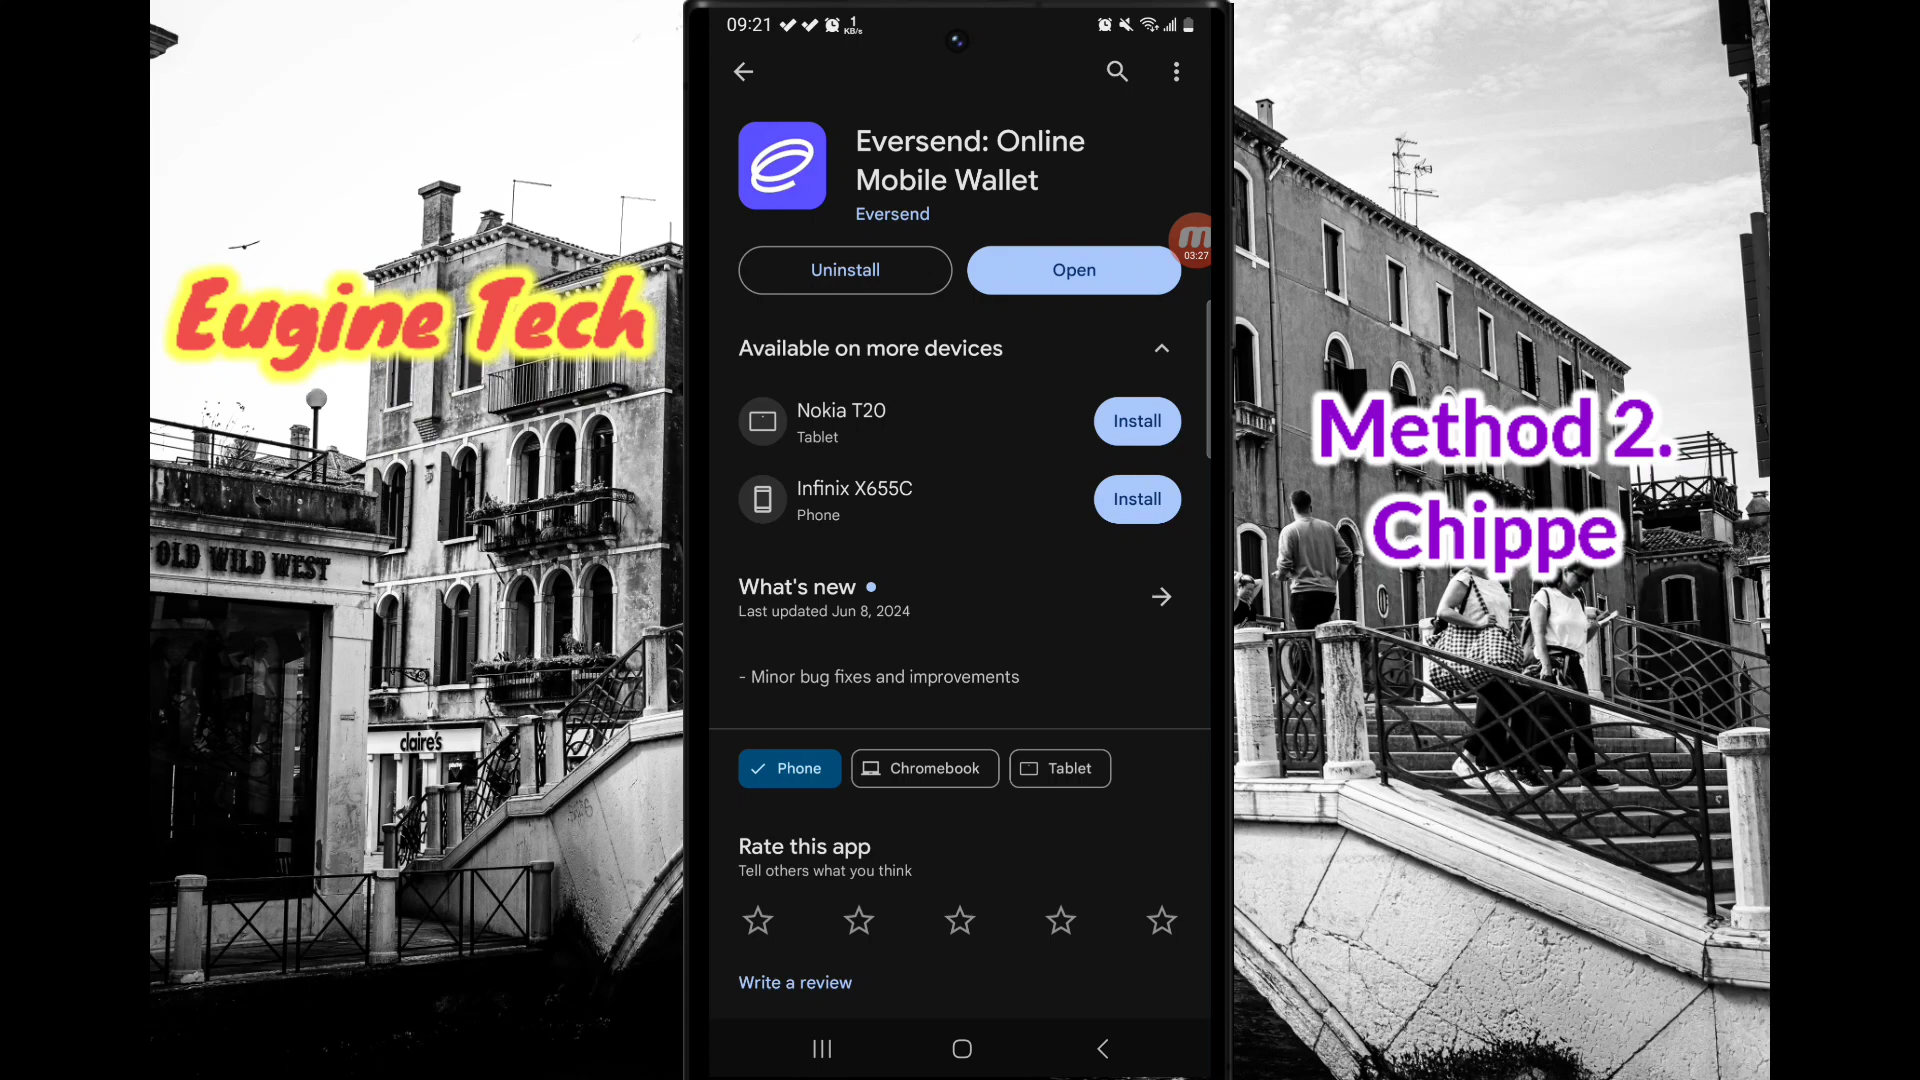 09:21
1
KB/s
Eversend: Online
Mobile Wallet
Eversend
m
03:27
Uninstall
Open
Eugine Tech
Available on more devices
Nokia T20
Tablet
Install
Infinix X655C
Phone
Install
Method 2.
Chippe
OLD WILD WEST
What's new
Last updated Jun 8, 2024
- Minor bug fixes and improvements
claire's
Phone
Chromebook
Tablet
Rate this app
Tell others what you think
Write a review